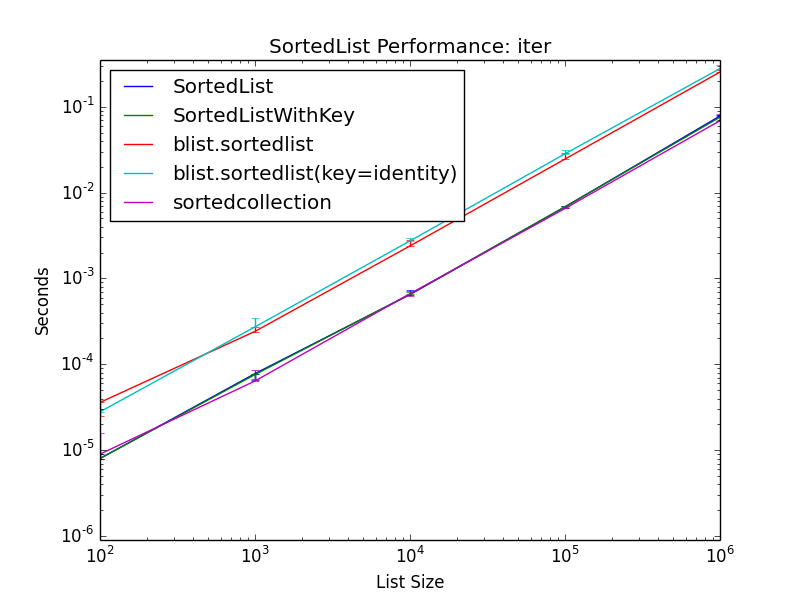 SortedList Performance: iter
SortedList
SortedListWithKey
blist.sortedlist
blist.sortedlist(key=identity)
sortedcollection
Seconds
10^-1
10^-2
10^-3
10^-4
10^-5
10^-6
10^2 10^3 10^4 10^5 10^6
List Size